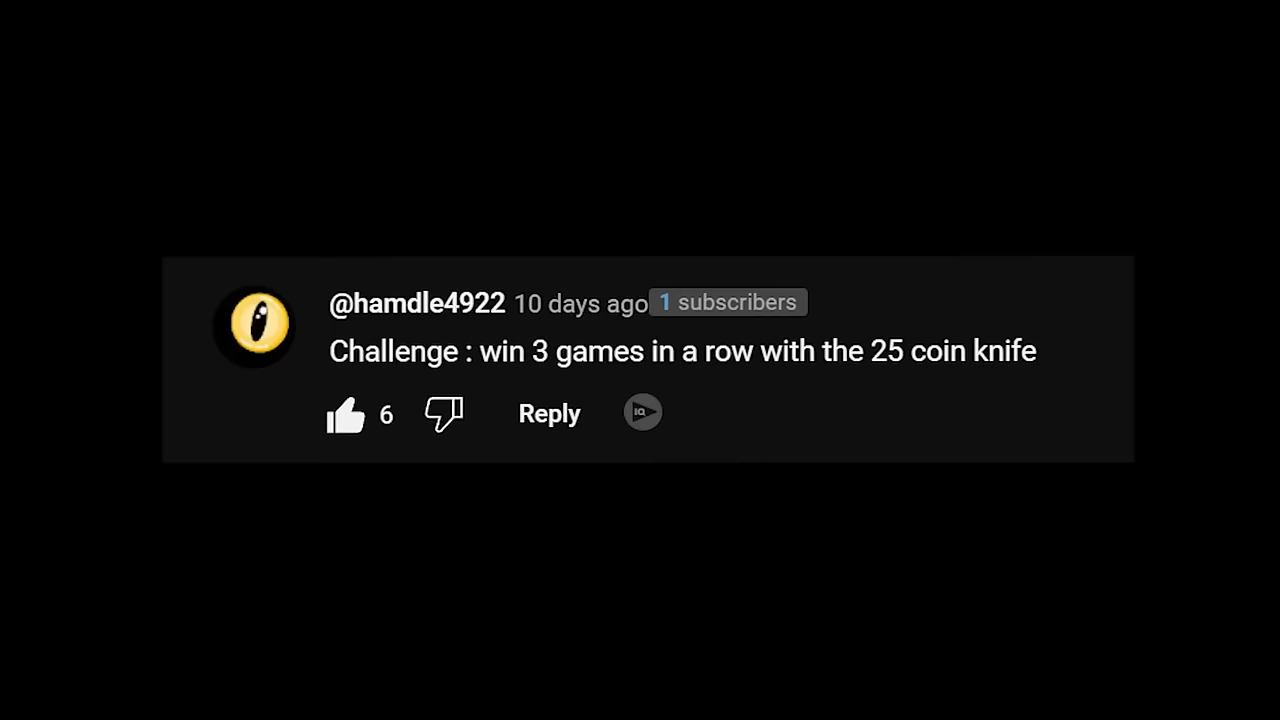 @hamdle4922 10 days ago 1 subscribers
Challenge : win 3 games in a row with the 25 coin knife
6 Reply IQ